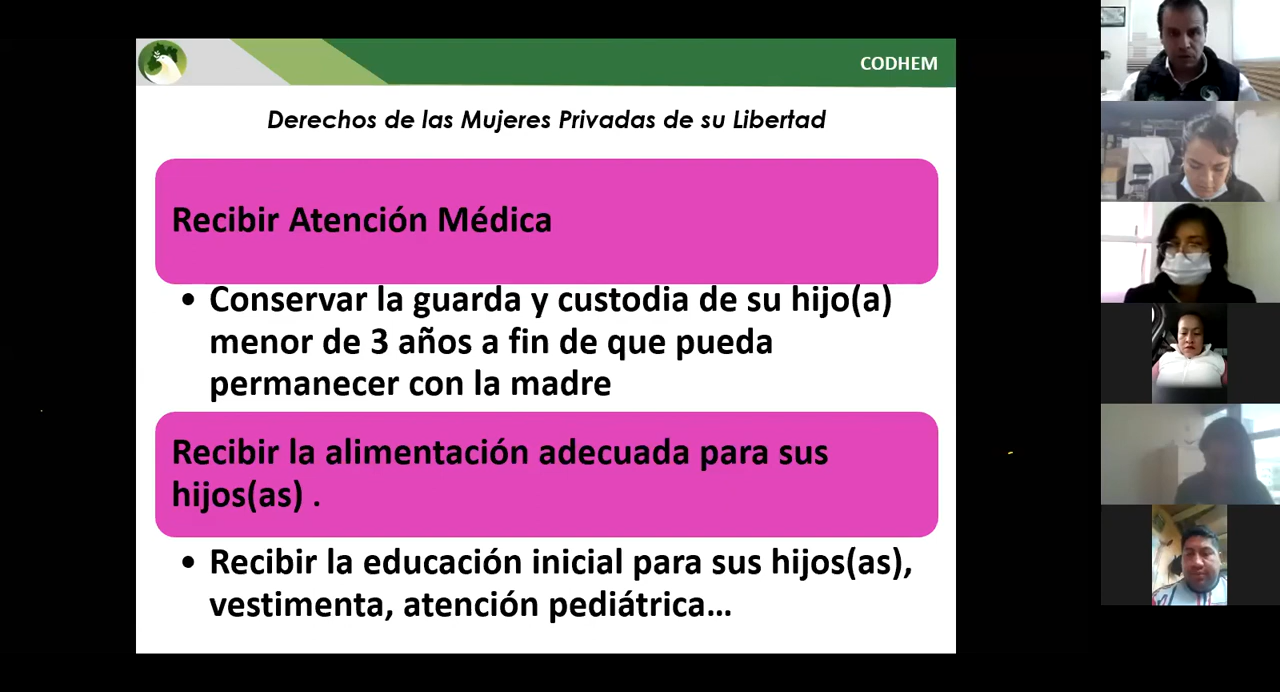 CODHEM
Derechos de las Mujeres Privadas de su Libertad
Recibir Atención Médica
• Conservar la guarda y custodia de su hijo(a)
menor de 3 años a fin de que pueda
permanecer con la madre
Recibir la alimentación adecuada para sus
hijos(as) .
• Recibir la educación inicial para sus hijos(as),
vestimenta, atención pediátrica...